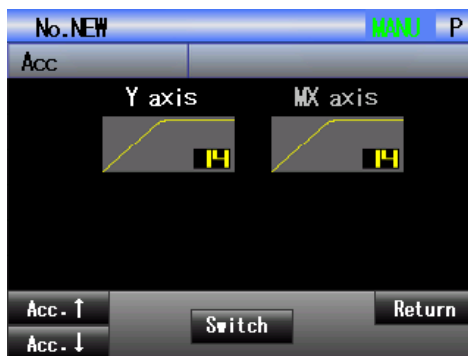 No.NEW MANU P
Acc
Y axis MX axis
14 14
Acc.↑ Return
Switch
Acc.↓